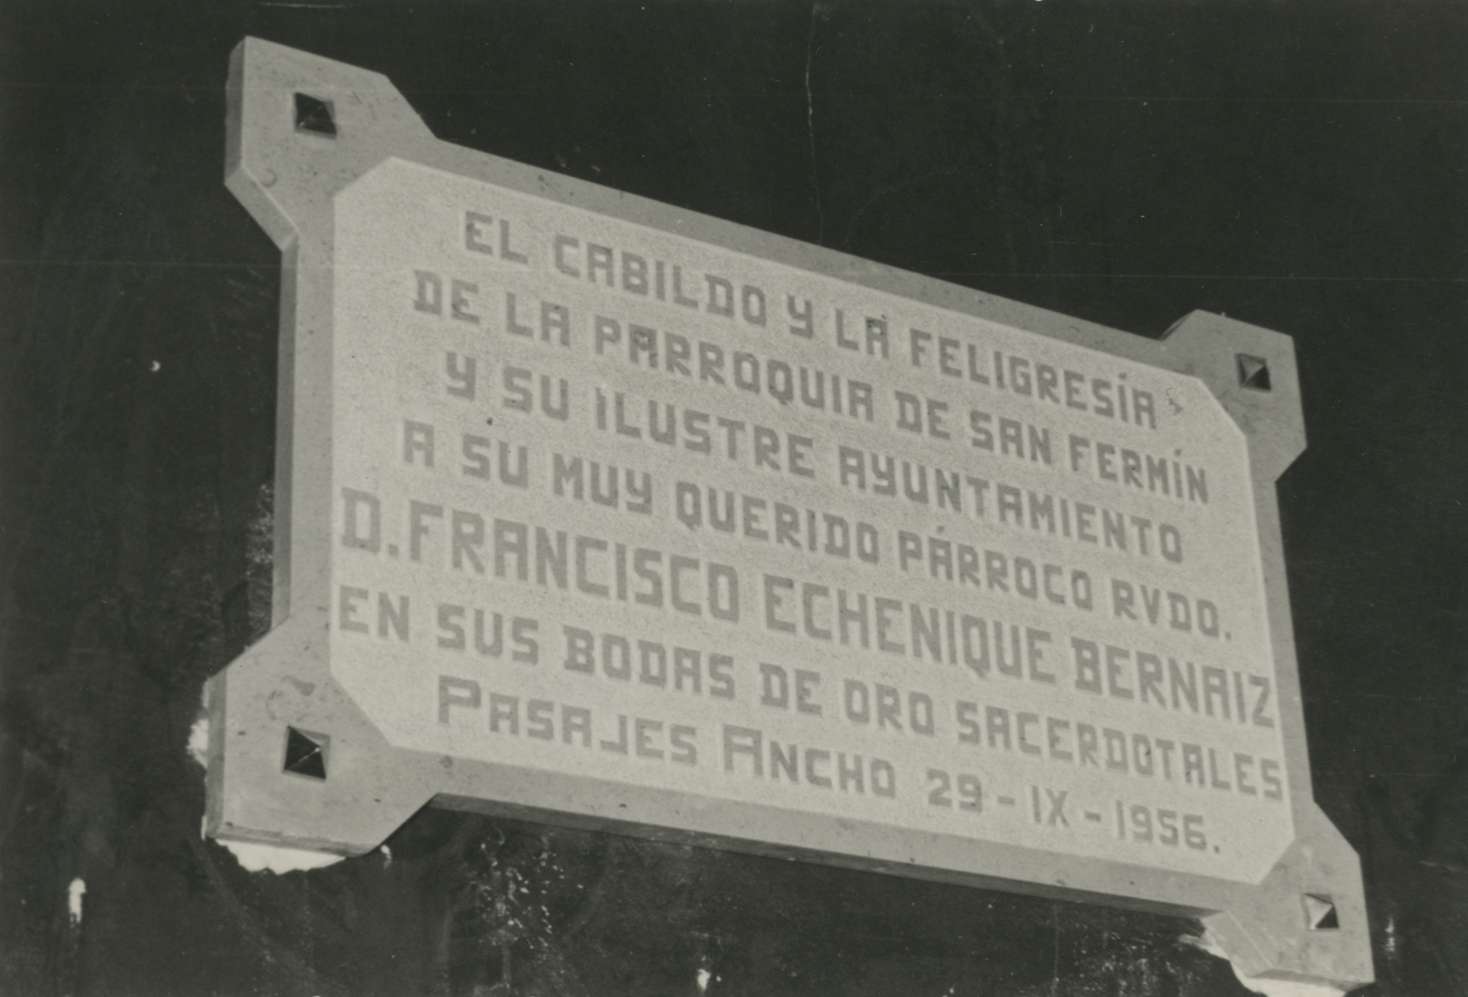 EL CABILDO Y LA FELIGRESÍA
DE LA PARROQUIA DE SAN FERMÍN
Y SU ILUSTRE AYUNTAMIENTO
A SU MUY QUERIDO PÁRROCO RVDO.
D. FRANCISCO ECHENIQUE BERNAIZ
EN SUS BODAS DE ORO SACERDOTALES
PASAJES ANCHO 29-IX-1956.